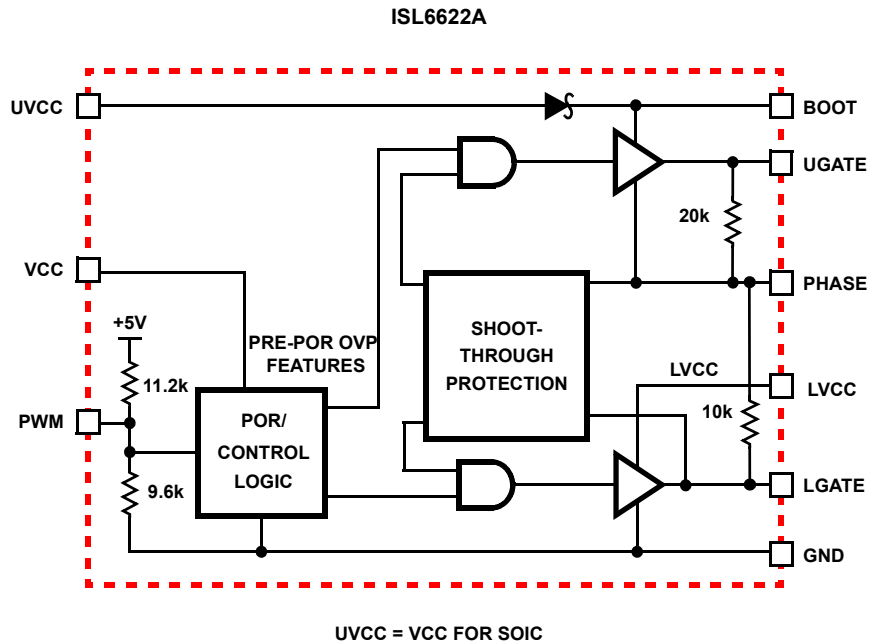 ISL6622A
UVCC
BOOT
UGATE
20k
VCC
PHASE
+5V
SHOOT-
THROUGH
PROTECTION
PRE-POR OVP
FEATURES
11.2k
LVCC
LVCC
PWM
POR/
CONTROL
LOGIC
10k
9.6k
LGATE
GND
UVCC = VCC FOR SOIC